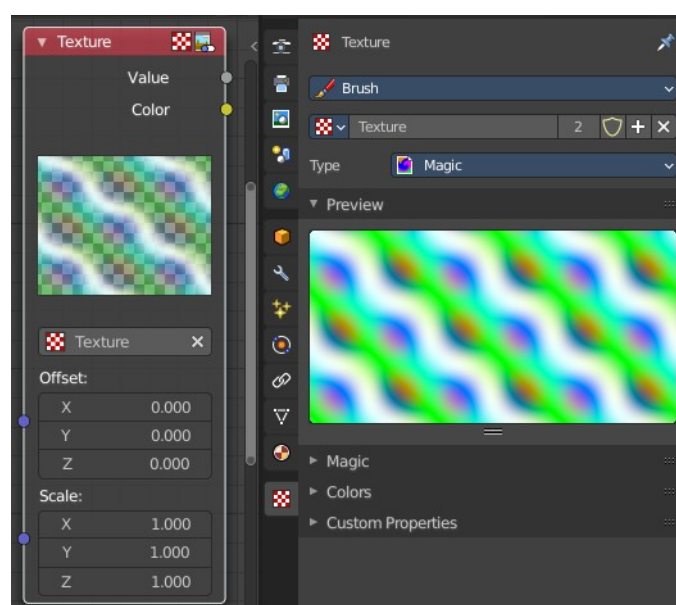 Texture
Value
Color
Texture
Offset:
X 0.000
Y 0.000
Z 0.000
Scale:
X 1.000
Y 1.000
Z 1.000
Texture
Brush
Texture 2
Type Magic
Preview
Magic
Colors
Custom Properties